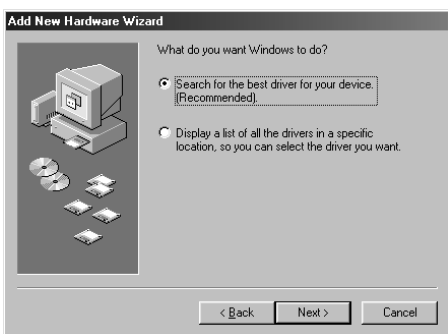 Add New Hardware Wizard
What do you want Windows to do?
Search for the best driver for your device.
(Recommended).
Display a list of all the drivers in a specific
location, so you can select the driver you want.
< Back
Next >
Cancel